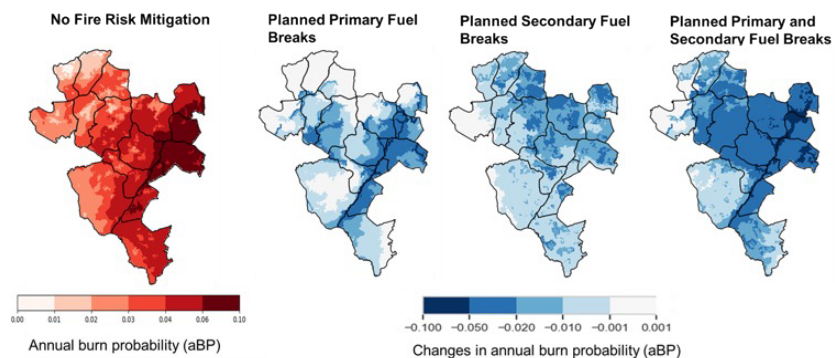 No Fire Risk Mitigation
Planned Primary Fuel
Breaks
Planned Secondary Fuel
Breaks
Planned Primary and
Secondary Fuel Breaks
0.00 0.01 0.02 0.03 0.04 0.06 0.10
Annual burn probability (aBP)
−0.100 −0.050 −0.020 −0.010 −0.001 0.001
Changes in annual burn probability (aBP)